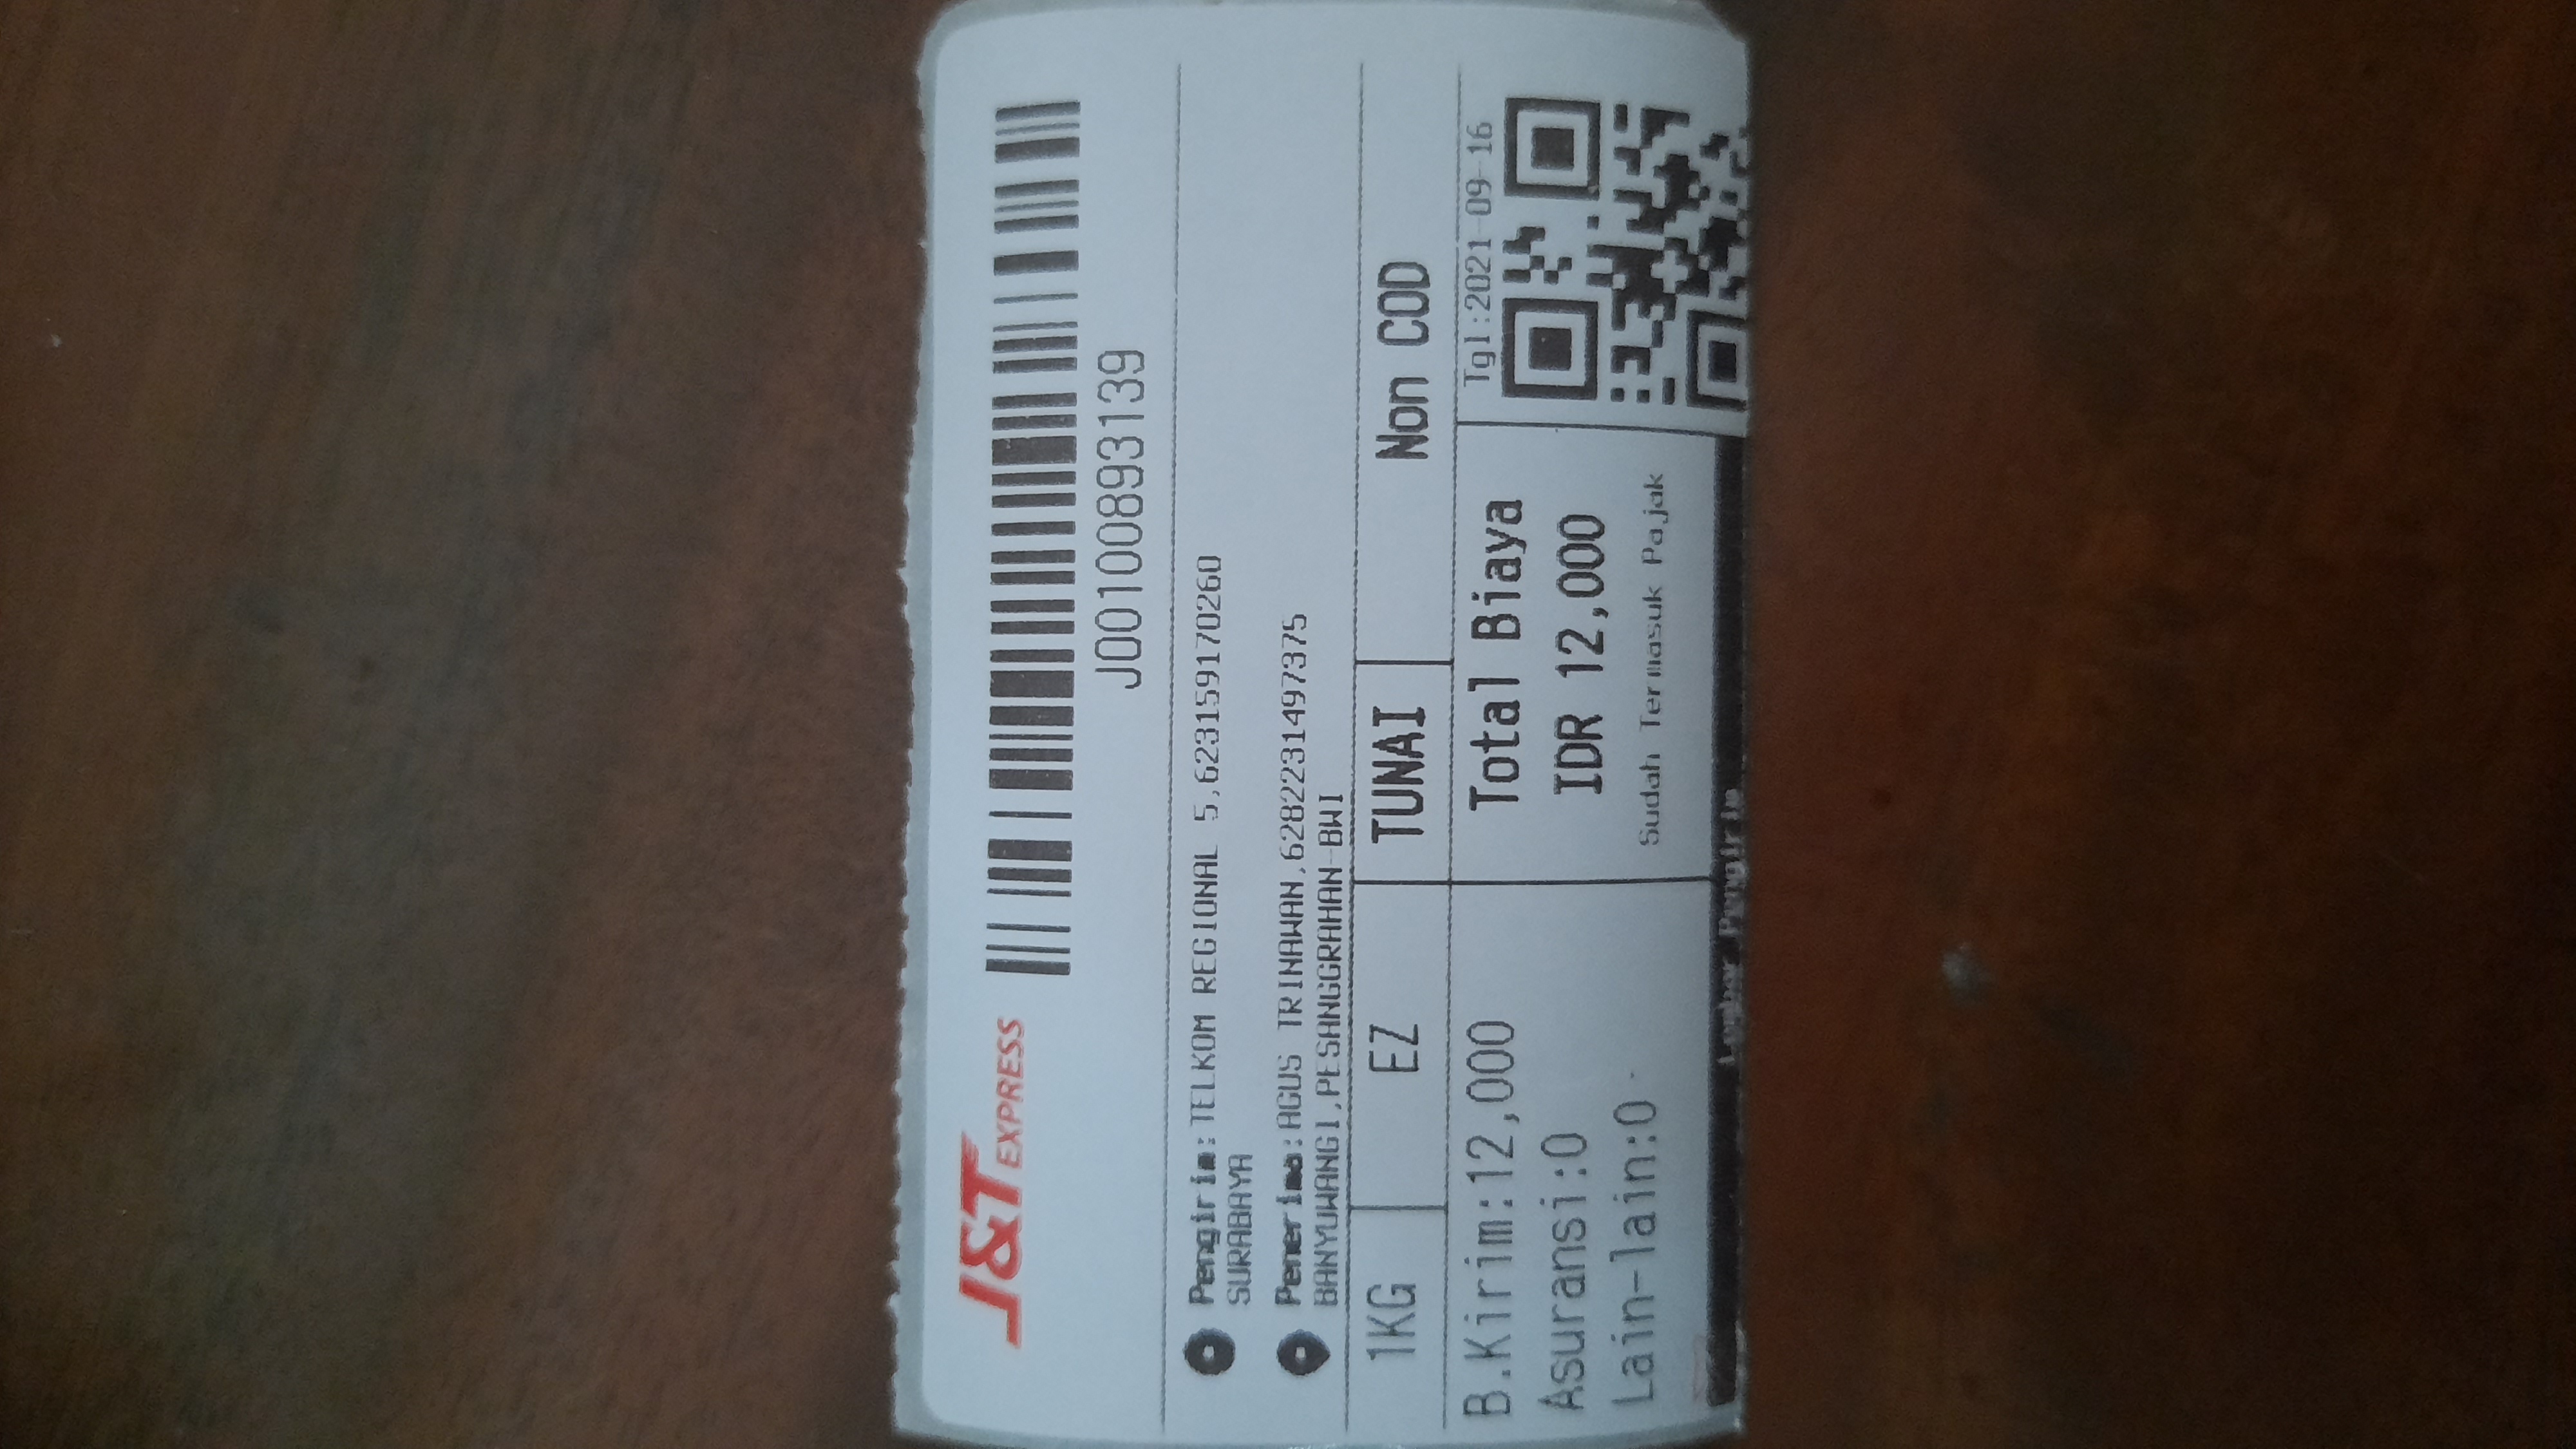 J&T EXPRESS
JO0100893139
Pengirim:TELKOM REGIONAL 5,623159170260
SURABAYA
Penerima:AGUS TRINAWAN,6282231497375
BANYUWANGI,PESANGGRAHAN-BWI
1KG EZ TUNAI Non COD
B.Kirim:12,000
Asuransi:0
Lain-lain:0
Total Biaya
IDR 12,000
Sudah Termasuk Pajak
Tgl:2021-09-16
Lembar Pengirim